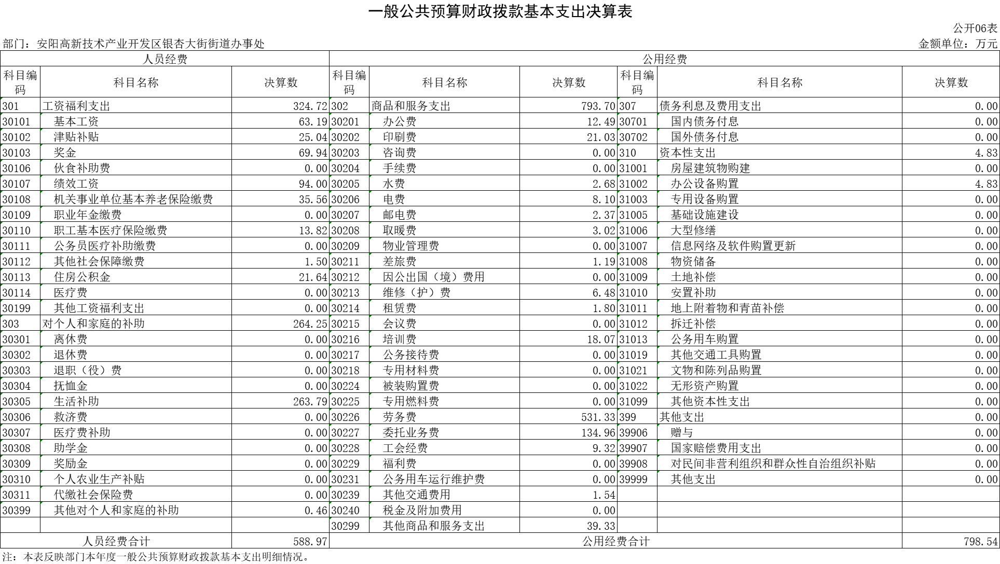 一般公共预算财政拨款基本支出决算表
公开06表
部门：安阳高新技术产业开发区银杏大街街道办事处 金额单位：万元
人员经费 公用经费
科目编码 科目名称 决算数 科目编码 科目名称 决算数 科目编码 科目名称 决算数
301 工资福利支出 324.72 302 商品和服务支出 793.70 307 债务利息及费用支出 0.00
30101 基本工资 63.19 30201 办公费 12.49 30701 国内债务付息 0.00
30102 津贴补贴 25.04 30202 印刷费 21.03 30702 国外债务付息 0.00
30103 奖金 69.94 30203 咨询费 0.00 310 资本性支出 4.83
30106 伙食补助费 0.00 30204 手续费 0.00 31001 房屋建筑物购建 0.00
30107 绩效工资 94.00 30205 水费 2.68 31002 办公设备购置 4.83
30108 机关事业单位基本养老保险缴费 35.56 30206 电费 8.10 31003 专用设备购置 0.00
30109 职业年金缴费 0.00 30207 邮电费 2.37 31005 基础设施建设 0.00
30110 职工基本医疗保险缴费 13.82 30208 取暖费 3.02 31006 大型修缮 0.00
30111 公务员医疗补助缴费 0.00 30209 物业管理费 0.00 31007 信息网络及软件购置更新 0.00
30112 其他社会保障缴费 1.50 30211 差旅费 1.19 31008 物资储备 0.00
30113 住房公积金 21.64 30212 因公出国（境）费用 0.00 31009 土地补偿 0.00
30114 医疗费 0.00 30213 维修（护）费 6.48 31010 安置补助 0.00
30199 其他工资福利支出 0.00 30214 租赁费 1.80 31011 地上附着物和青苗补偿 0.00
303 对个人和家庭的补助 264.25 30215 会议费 0.00 31012 拆迁补偿 0.00
30301 离休费 0.00 30216 培训费 18.07 31013 公务用车购置 0.00
30302 退休费 0.00 30217 公务接待费 0.00 31019 其他交通工具购置 0.00
30303 退职（役）费 0.00 30218 专用材料费 0.00 31021 文物和陈列品购置 0.00
30304 抚恤金 0.00 30224 被装购置费 0.00 31022 无形资产购置 0.00
30305 生活补助 263.79 30225 专用燃料费 0.00 31099 其他资本性支出 0.00
30306 救济费 0.00 30226 劳务费 531.33 399 其他支出 0.00
30307 医疗费补助 0.00 30227 委托业务费 134.96 39906 赠与 0.00
30308 助学金 0.00 30228 工会经费 9.32 39907 国家赔偿费用支出 0.00
30309 奖励金 0.00 30229 福利费 0.00 39908 对民间非营利组织和群众性自治组织补贴 0.00
30310 个人农业生产补贴 0.00 30231 公务用车运行维护费 0.00 39999 其他支出 0.00
30311 代缴社会保险费 0.00 30239 其他交通费用 1.54
30399 其他对个人和家庭的补助 0.46 30240 税金及附加费用 0.00
30299 其他商品和服务支出 39.33
人员经费合计 588.97 公用经费合计 798.54
注：本表反映部门本年度一般公共预算财政拨款基本支出明细情况。